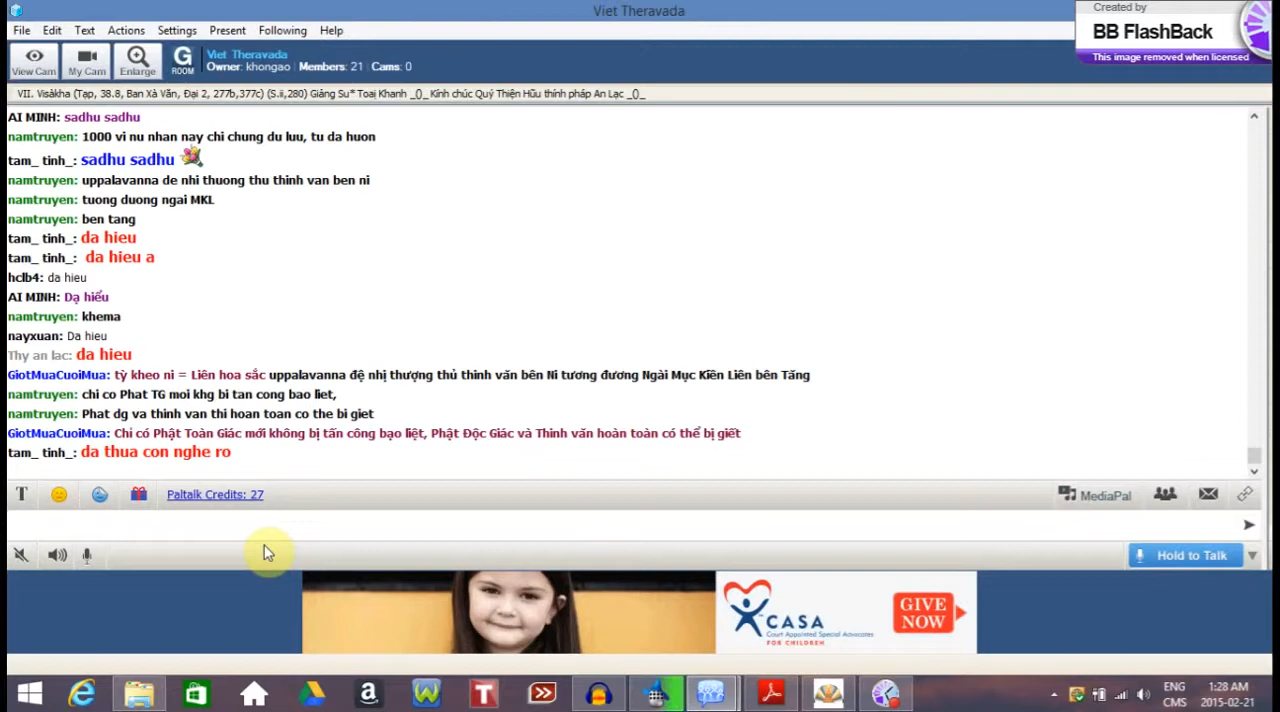 Viet Theravada
Created by
BB FlashBack
This image removed when licensed
File Edit Text Actions Settings Present Following Help
View Cam My Cam Enlarge G ROOM
Viet Theravada
Owner: khongao : Members: 21 : Cams: 0
VII. Visàkha (Tạp, 38.8, Ban Xà Văn, Đại 2, 277b,377c) (S.ii,280) Giảng Sư* Toại Khanh _()_ Kính chúc Quý Thiện Hữu thính pháp An Lạc _()_
AI MINH: sadhu sadhu
namtruyen: 1000 vi nu nhan nay chi chung du luu, tu da huon
tam_ tinh_: sadhu sadhu
namtruyen: uppalavanna de nhi thuong thu thinh van ben ni
namtruyen: tuong duong ngai MKL
namtruyen: ben tang
tam_ tinh_: da hieu
tam_ tinh_: da hieu a
hclb4: da hieu
AI MINH: Dạ hiểu
namtruyen: khema
nayxuan: Da hieu
Thy an lac: da hieu
GiotMuaCuoiMua: tỳ kheo ni = Liên hoa sắc uppalavanna đệ nhị thượng thủ thinh văn bên Ni tương đương Ngài Mục Kiên Liên bên Tăng
namtruyen: chi co Phat TG moi khg bi tan cong bao liet,
namtruyen: Phat dg va thinh van thi hoan toan co the bi giet
GiotMuaCuoiMua: Chỉ có Phật Toàn Giác mới không bị tấn công bạo liệt, Phật Độc Giác và Thinh văn hoàn toàn có thể bị giết
tam_ tinh_: da thua con nghe ro
T Paltalk Credits: 27 MediaPal
Hold to Talk
CASA
Court Appointed Special Advocates
FOR CHILDREN
GIVE
NOW
ENG 1:28 AM
CMS 2015-02-21